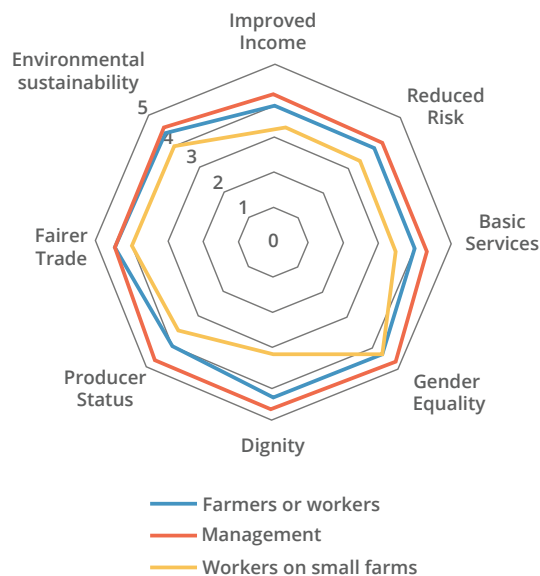 Improved
Income
Environmental
sustainability
Reduced
Risk
5
4
3
2
1
0
Basic
Services
Fairer
Trade
Producer
Status
Gender
Equality
Dignity
Farmers or workers
Management
Workers on small farms